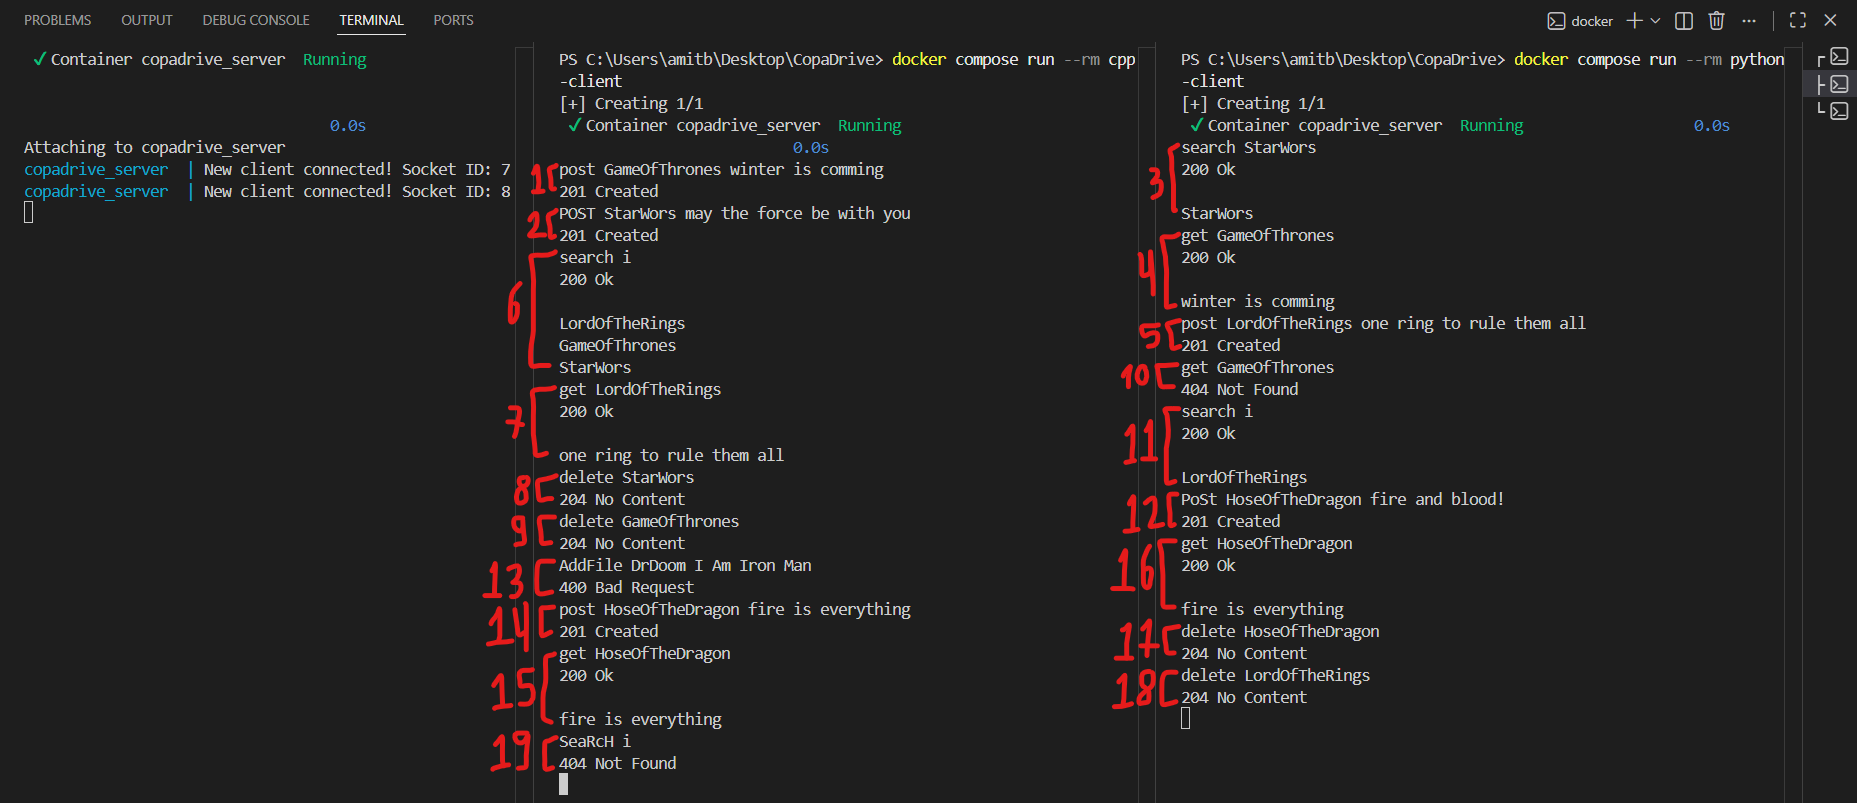 PROBLEMS OUTPUT DEBUG CONSOLE TERMINAL PORTS docker
✓ Container copadrive_server Running
0.0s
Attaching to copadrive_server
copadrive_server | New client connected! Socket ID: 7
copadrive_server | New client connected! Socket ID: 8
PS C:\Users\amitb\Desktop\CopaDrive> docker compose run --rm cpp
-client
[+] Creating 1/1
✓ Container copadrive_server Running
0.0s
1 post GameOfThrones winter is comming
201 Created
2 POST StarWors may the force be with you
201 Created
6 search i
200 Ok
LordOfTheRings
GameOfThrones
StarWors
7 get LordOfTheRings
200 Ok
one ring to rule them all
8 delete StarWors
204 No Content
9 delete GameOfThrones
204 No Content
13 AddFile DrDoom I Am Iron Man
400 Bad Request
14 post HoseOfTheDragon fire is everything
201 Created
15 get HoseOfTheDragon
200 Ok
fire is everything
19 SeaRcH i
404 Not Found
PS C:\Users\amitb\Desktop\CopaDrive> docker compose run --rm python
-client
[+] Creating 1/1
✓ Container copadrive_server Running 0.0s
3 search StarWors
200 Ok
StarWors
4 get GameOfThrones
200 Ok
winter is comming
5 post LordOfTheRings one ring to rule them all
201 Created
10 get GameOfThrones
404 Not Found
11 search i
200 Ok
LordOfTheRings
12 PoSt HoseOfTheDragon fire and blood!
201 Created
16 get HoseOfTheDragon
200 Ok
fire is everything
17 delete HoseOfTheDragon
204 No Content
18 delete LordOfTheRings
204 No Content